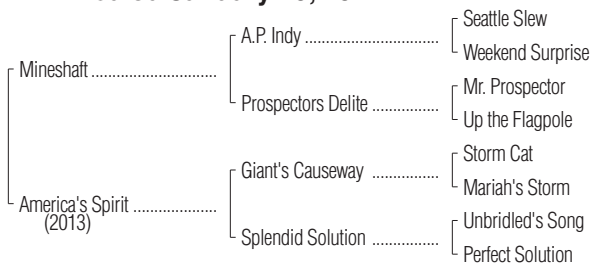 Seattle Slew
A.P. Indy ................................
Weekend Surprise
Mineshaft ..............................
Mr. Prospector
Prospectors Delite ................
Up the Flagpole
Storm Cat
Giant's Causeway ................
Mariah's Storm
America's Spirit ....................
(2013)
Unbridled's Song
Splendid Solution ................
Perfect Solution